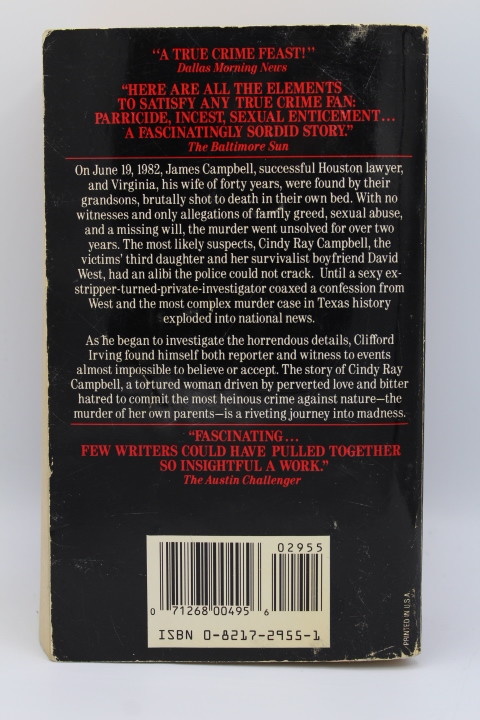 “A TRUE CRIME FEAST!”
Dallas Morning News
“HERE ARE ALL THE ELEMENTS
TO SATISFY ANY TRUE CRIME FAN:
PARRICIDE, INCEST, SEXUAL ENTICEMENT...
A FASCINATINGLY SORDID STORY.”
The Baltimore Sun
On June 19, 1982, James Campbell, successful Houston lawyer,
and Virginia, his wife of forty years, were found by their
grandsons, brutally shot to death in their own bed. With no
witnesses and only allegations of family greed, sexual abuse,
and a missing will, the murder went unsolved for over two
years. The most likely suspects, Cindy Ray Campbell, the
victims’ third daughter and her survivalist boyfriend David
West, had an alibi the police could not crack. Until a sexy ex-
stripper-turned-private-investigator coaxed a confession from
West and the most complex murder case in Texas history
exploded into national news.
As he began to investigate the horrendous details, Clifford
Irving found himself both reporter and witness to events
almost impossible to believe or accept. The story of Cindy Ray
Campbell, a tortured woman driven by perverted love and bitter
hatred to commit the most heinous crime against nature—the
murder of her own parents—is a riveting journey into madness.
“FASCINATING...
FEW WRITERS COULD HAVE PULLED TOGETHER
SO INSIGHTFUL A WORK.”
The Austin Challenger
02955
0 71268 00495 6
ISBN 0-8217-2955-1
PRINTED IN U.S.A.